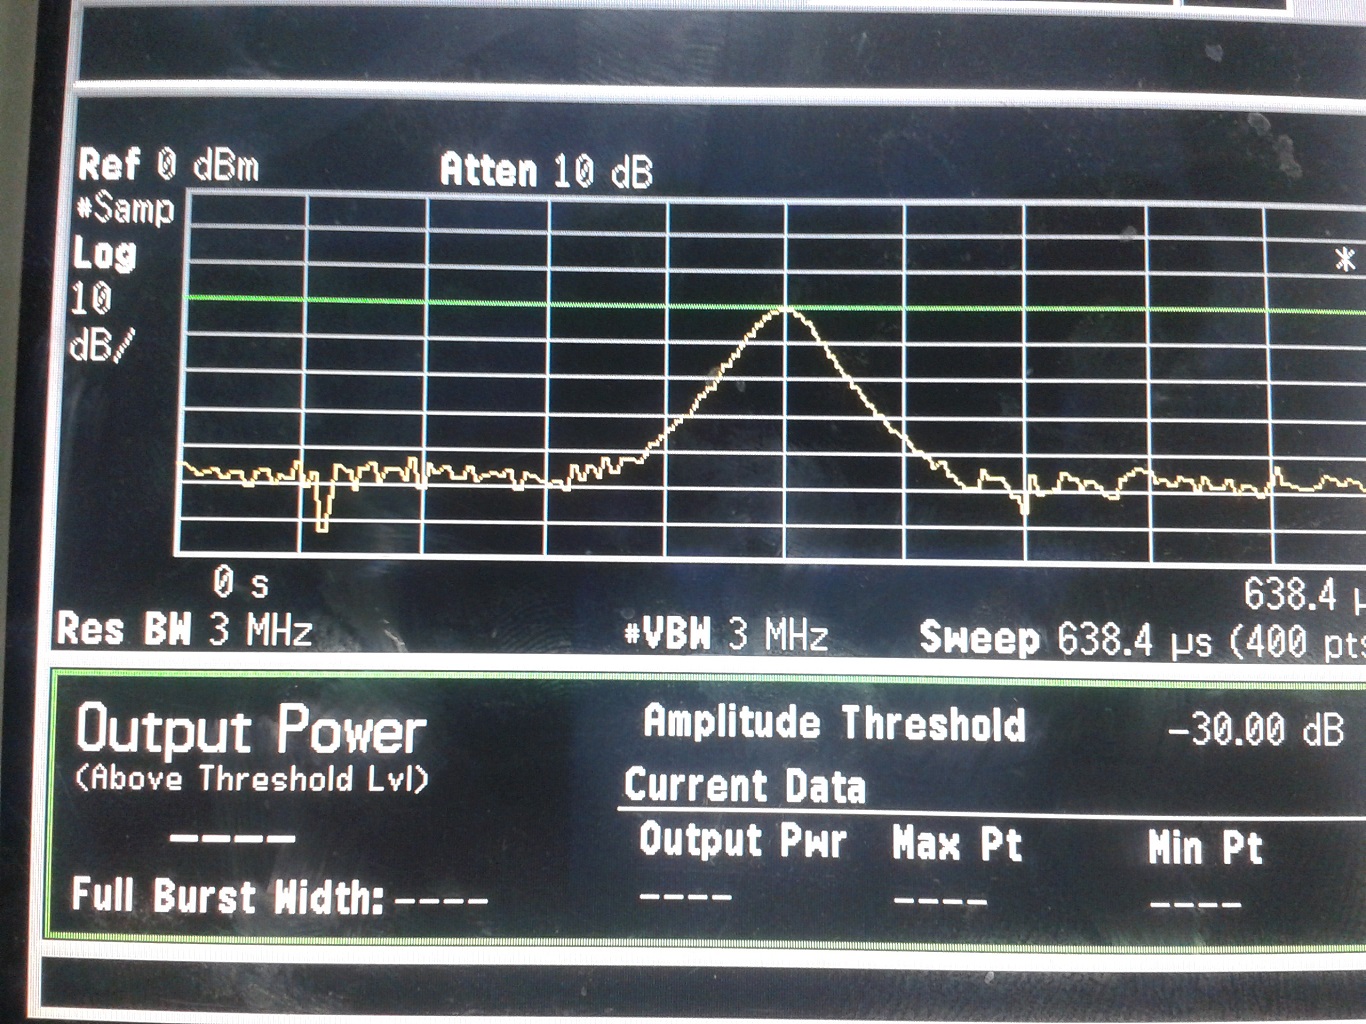 Ref 0 dBm Atten 10 dB
#Samp
Log
10
dB/
*
0 s 638.4
Res BW 3 MHz #VBW 3 MHz Sweep 638.4 µs (400 pts
Output Power Amplitude Threshold -30.00 dB
(Above Threshold Lvl)
Current Data
Output Pwr Max Pt Min Pt
----
Full Burst Width: ---- ---- ---- ----